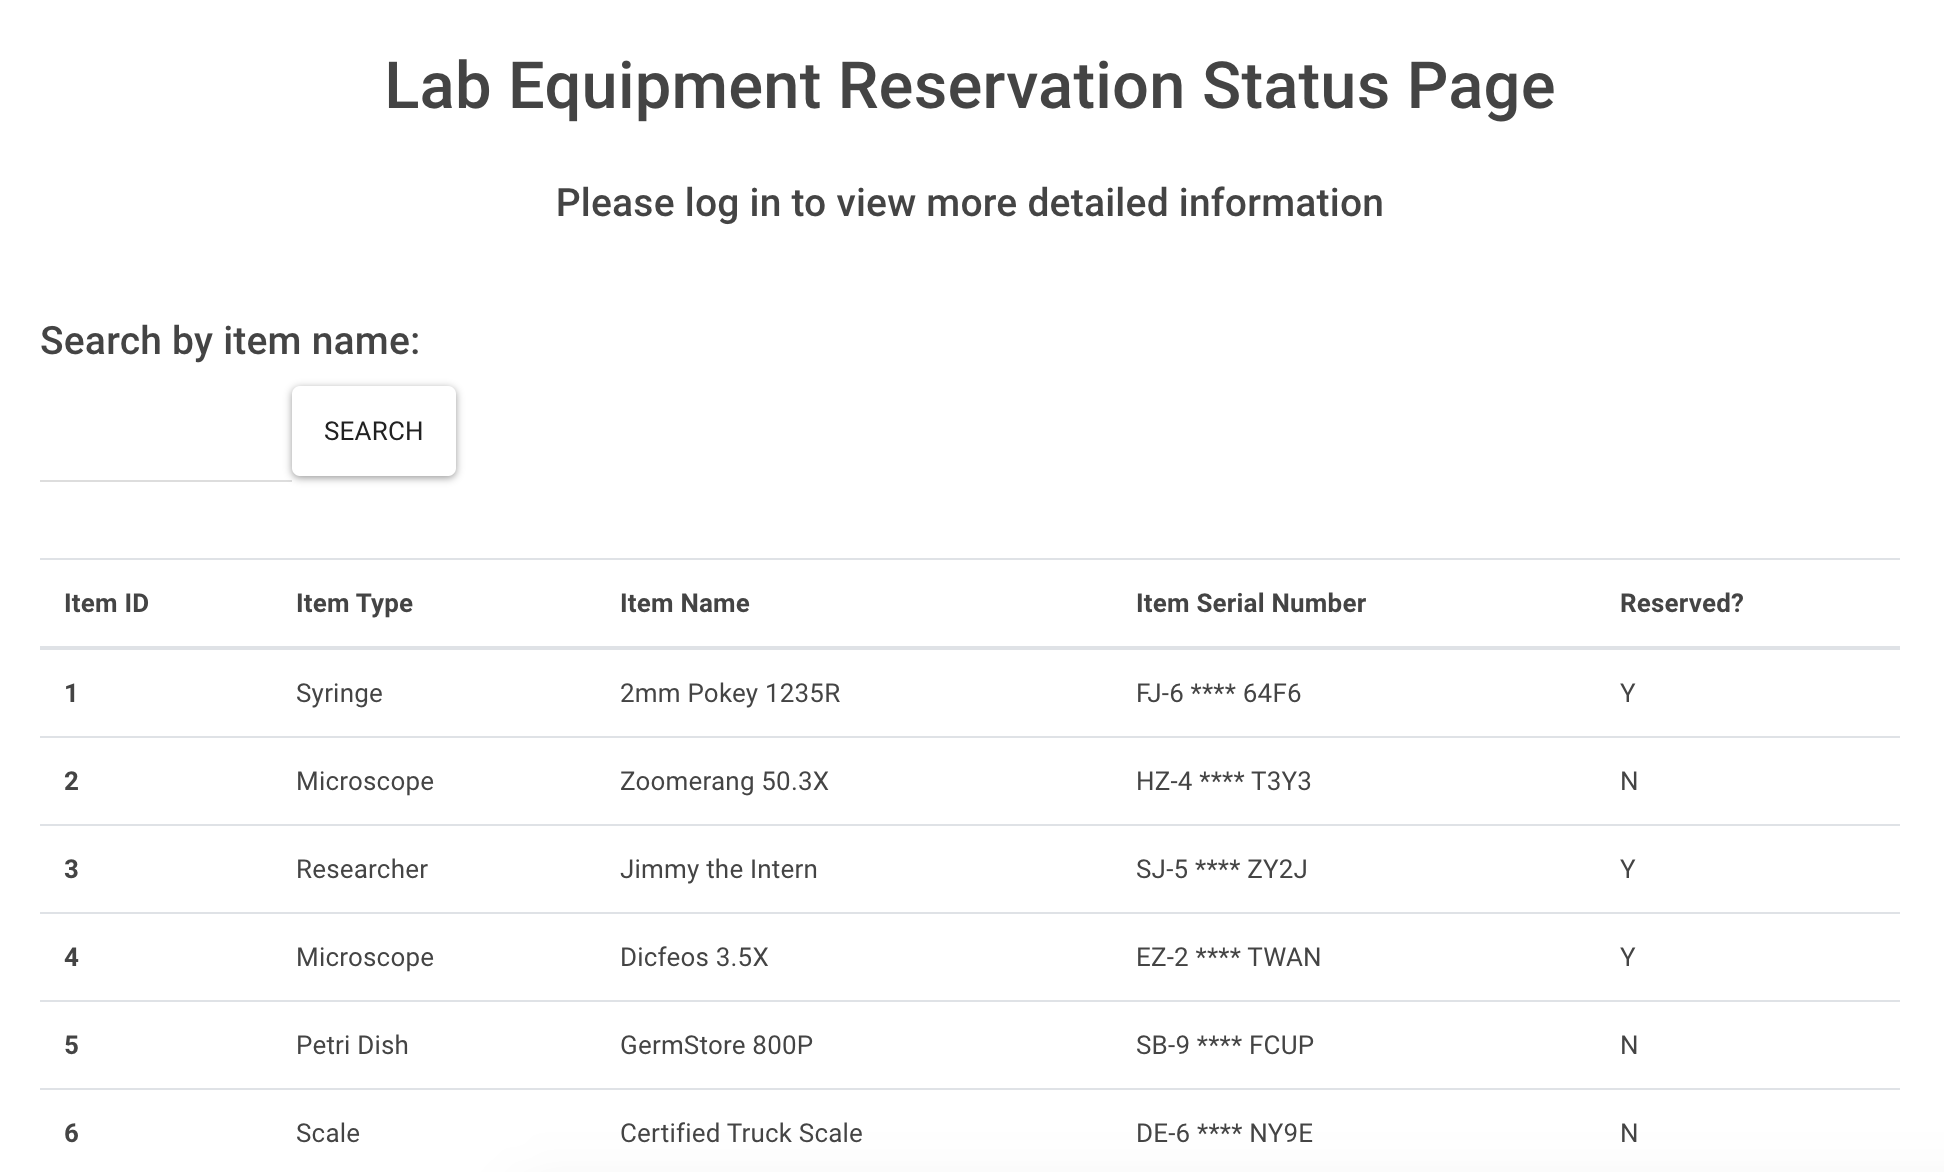 Lab Equipment Reservation Status Page
Please log in to view more detailed information
Search by item name:
SEARCH
Item ID Item Type Item Name Item Serial Number Reserved?
1 Syringe 2mm Pokey 1235R FJ-6 **** 64F6 Y
2 Microscope Zoomerang 50.3X HZ-4 **** T3Y3 N
3 Researcher Jimmy the Intern SJ-5 **** ZY2J Y
4 Microscope Dicfeos 3.5X EZ-2 **** TWAN Y
5 Petri Dish GermStore 800P SB-9 **** FCUP N
6 Scale Certified Truck Scale DE-6 **** NY9E N